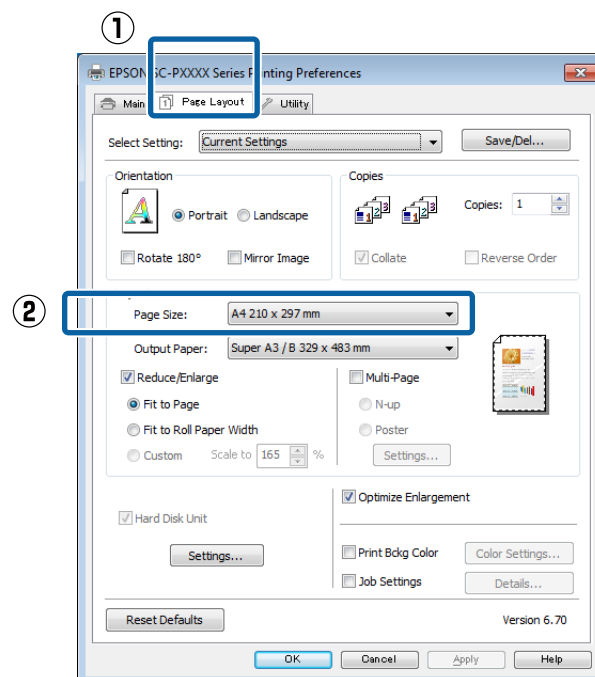 ①
EPSON SC-PXXXX Series Printing Preferences
Main Page Layout Utility
Select Setting: Current Settings Save/Del...
Orientation Copies
Portrait Landscape Copies: 1
Rotate 180° Mirror Image Collate Reverse Order
②
Page Size: A4 210 x 297 mm
Output Paper: Super A3 / B 329 x 483 mm
Reduce/Enlarge Multi-Page
Fit to Page N-up
Fit to Roll Paper Width Poster
Custom Scale to 165 % Settings...
Optimize Enlargement
Hard Disk Unit
Settings... Print Bckg Color Color Settings...
Job Settings Details...
Reset Defaults Version 6.70
OK Cancel Apply Help